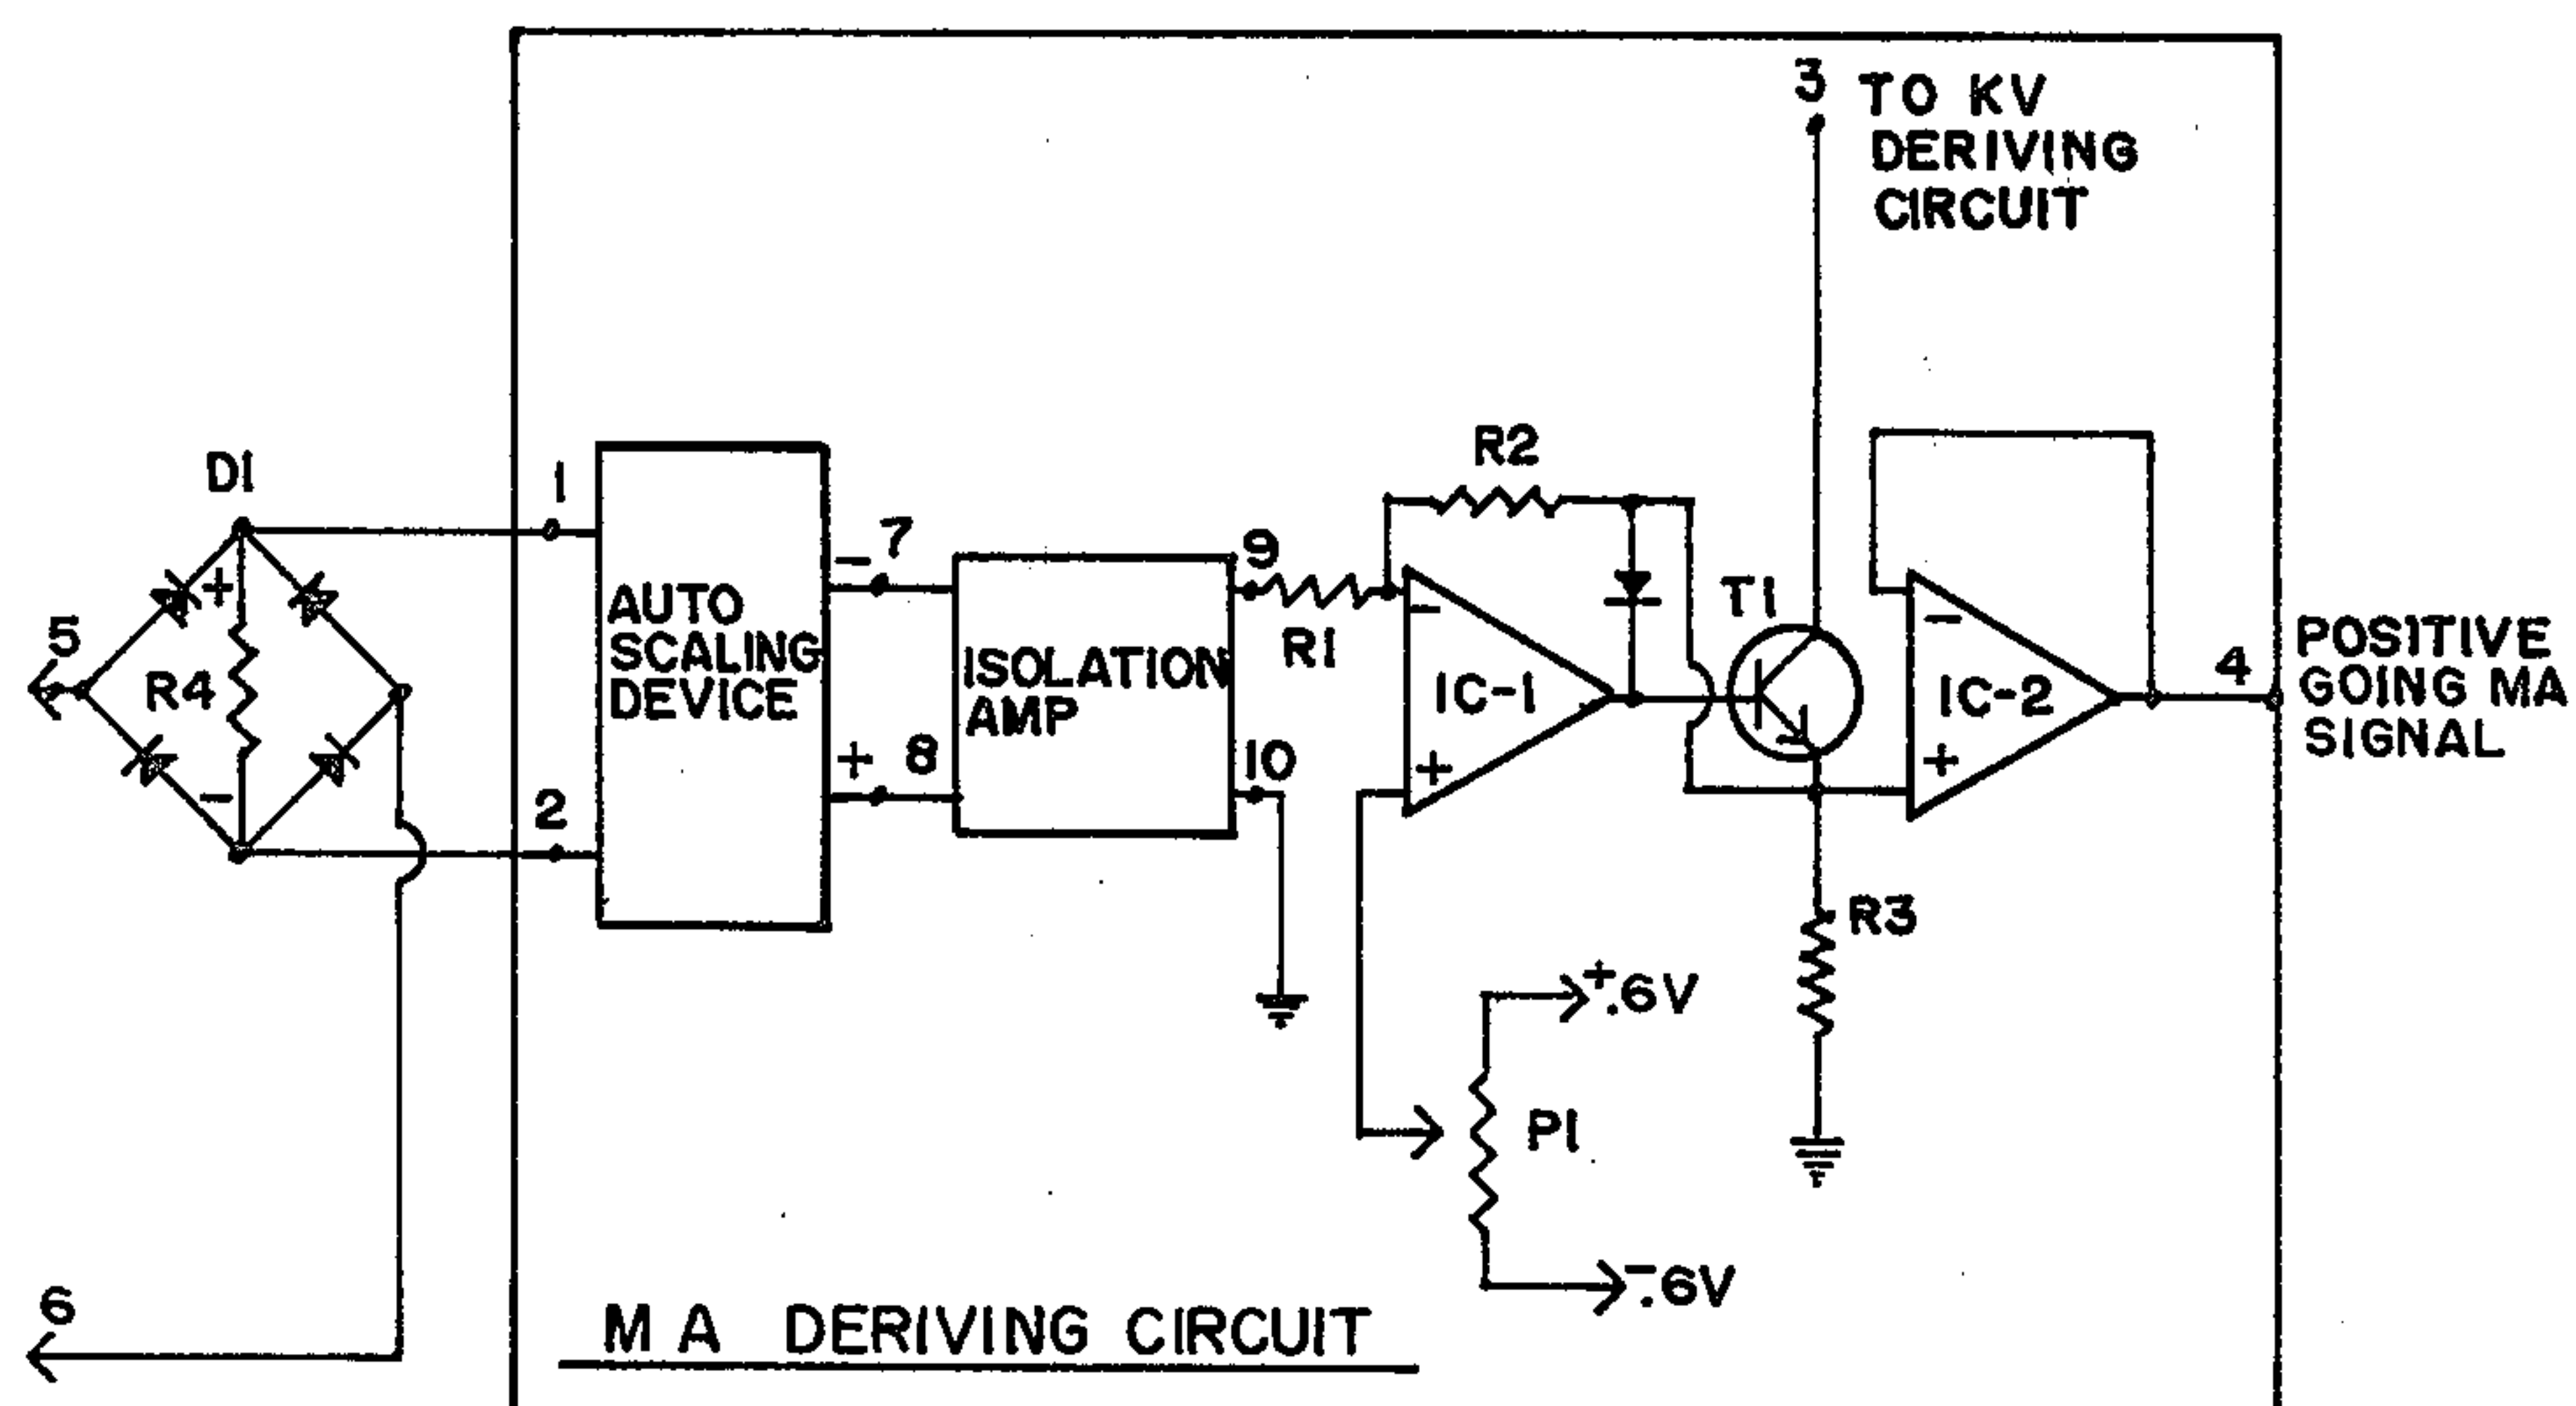 3 TO KV
DERIVING
CIRCUIT
D1
1
R2
- 7
9
+
AUTO
SCALING
DEVICE
-
T1
-
5
R1
R4
ISOLATION
AMP
IC-1
IC-2
4
POSITIVE
GOING MA
SIGNAL
+ 8
10
+
+
-
2
R3
+.6V
P1
-.6V
6
MA DERIVING CIRCUIT